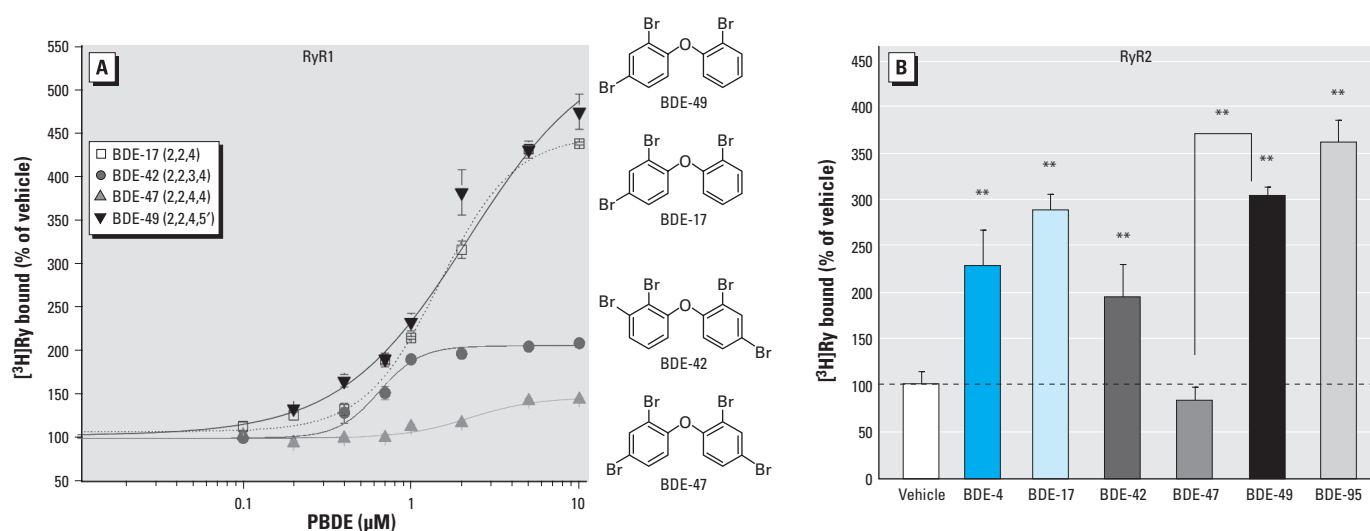 A
RyR1
550
500
450
400
350
300
250
200
150
100
50
[³H]Ry bound (% of vehicle)
BDE-17 (2,2,4)
BDE-42 (2,2,3,4)
BDE-47 (2,2,4,4)
BDE-49 (2,2,4,5′)
0.1
1
10
PBDE (µM)
Br
Br
O
Br
BDE-49
Br
Br
O
Br
BDE-17
Br
Br
Br
O
Br
BDE-42
Br
Br
O
Br
Br
BDE-47
B
RyR2
450
400
350
300
250
200
150
100
50
0
[³H]Ry bound (% of vehicle)
**
**
**
**
**
**
Vehicle
BDE-4
BDE-17
BDE-42
BDE-47
BDE-49
BDE-95